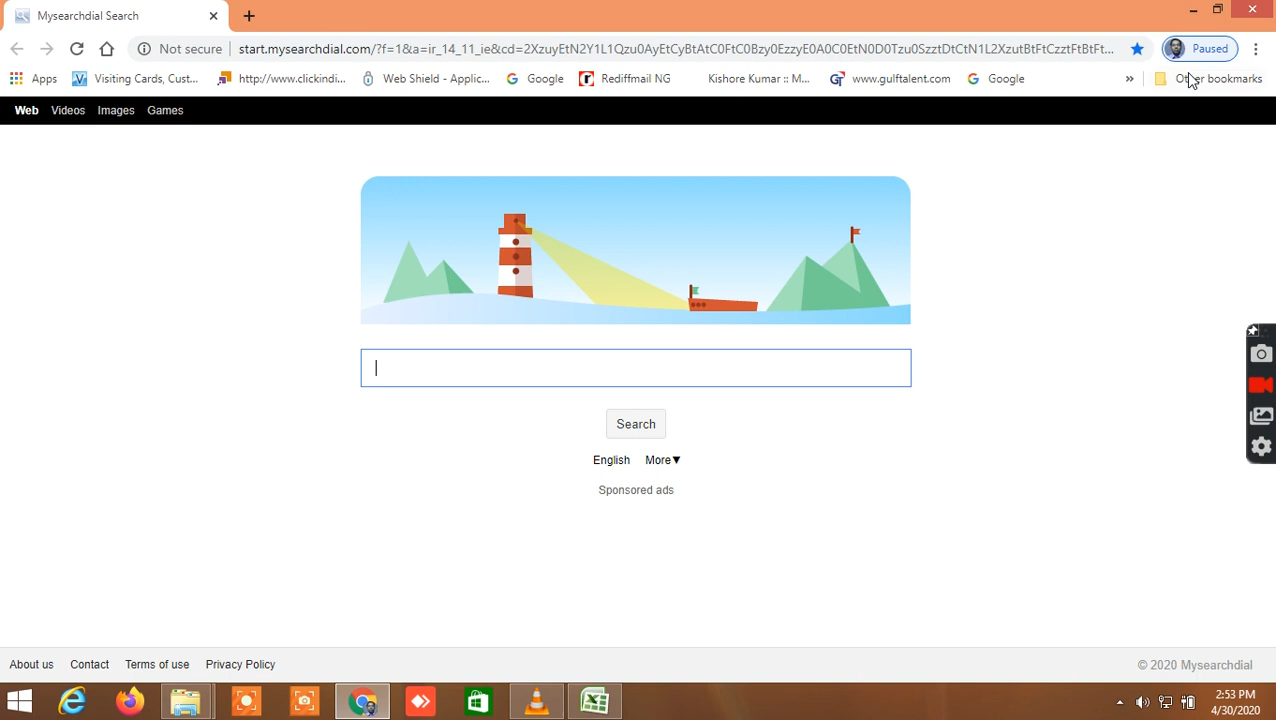 Mysearchdial Search
Not secure
start.mysearchdial.com/?f=1&a=ir_14_11_ie&cd=2XzuyEtN2Y1L1Qzu0AyEtCyBtAtC0FtC0Bzy0EzzyE0A0C0EtN0D0Tzu0SzztDtCtN1L2XzutBtFtCzztFtBtFt...
Paused
Apps
Visiting Cards, Cust...
http://www.clickindi...
Web Shield - Applic...
Google
Rediffmail NG
Kishore Kumar :: M...
www.gulftalent.com
Google
»
Other bookmarks
Web Videos Images Games
Search
English More▼
Sponsored ads
About us Contact Terms of use Privacy Policy
© 2020 Mysearchdial
2:53 PM
4/30/2020